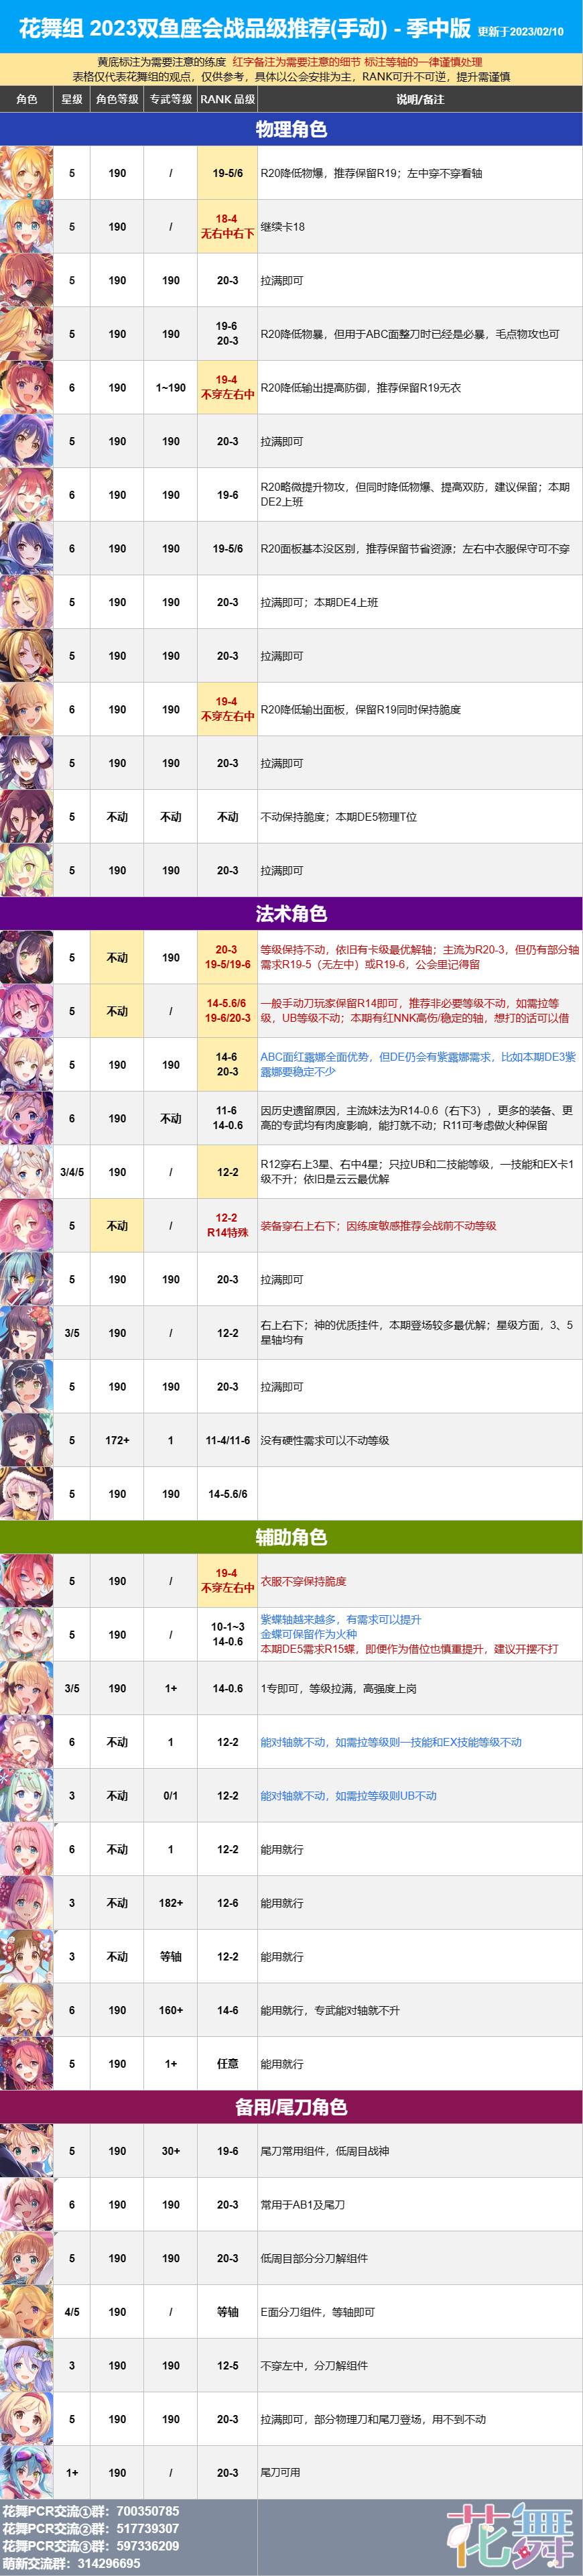 花舞组 2023双鱼座会战品级推荐(手动) - 季中版 更新于2023/02/10
黄底标注为需要注意的练度 红字备注为需要注意的细节 标注等轴的一律谨慎处理
表格仅代表花舞组的观点，仅供参考，具体以公会安排为主，RANK可升不可逆，提升需谨慎
角色 星级 角色等级 专武等级 RANK 品级 说明/备注
物理角色
5 190 / 19-5/6 R20降低物爆，推荐保留R19；左中穿不穿看轴
5 190 / 18-4 无右中右下 继续卡18
5 190 190 20-3 拉满即可
5 190 190 19-6 20-3 R20降低物暴，但用于ABC面整刀时已经是必暴，毛点物攻也可
6 190 1~190 19-4 不穿左右中 R20降低输出提高防御，推荐保留R19无衣
5 190 190 20-3 拉满即可
6 190 190 19-6 R20略微提升物攻，但同时降低物爆、提高双防，建议保留；本期
DE2上班
6 190 190 19-5/6 R20面板基本没区别，推荐保留节省资源；左右中衣服保守可不穿
5 190 190 20-3 拉满即可；本期DE4上班
5 190 190 20-3 拉满即可
6 190 190 19-4 不穿左右中 R20降低输出面板，保留R19同时保持脆度
5 190 190 20-3 拉满即可
5 不动 不动 不动 不动保持脆度；本期DE5物理T位
5 190 190 20-3 拉满即可
法术角色
5 不动 190 20-3 19-5/19-6 等级保持不动，依旧有卡级最优解轴；主流为R20-3，但仍有部分轴
需求R19-5（无左中）或R19-6，公会里记得留
5 不动 / 14-5.6/6 19-6/20-3 一般手动刀玩家保留R14即可，推荐非必要等级不动，如需拉等
级，UB等级不动；本期有红NNK高伤/稳定的轴，想打的话可以借
5 190 190 14-6 20-3 ABC面红露娜全面优势，但DE仍会有紫露娜需求，比如本期DE3紫
露娜要稳定不少
6 190 不动 11-6 14-0.6 因历史遗留原因，主流妹法为R14-0.6（右下3），更多的装备、更
高的专武均有肉度影响，能打就不动；R11可考虑做火种保留
3/4/5 190 / 12-2 R12穿右上3星、右中4星；只拉UB和二技能等级，一技能和EX卡1
级不升；依旧是云云最优解
5 不动 / 12-2 R14特殊 装备穿右上右下；因练度敏感推荐会战前不动等级
5 190 190 20-3 拉满即可
3/5 190 / 12-2 右上右下；神的优质挂件，本期登场较多最优解；星级方面，3、5
星轴均有
5 190 190 20-3 拉满即可
5 172+ 1 11-4/11-6 没有硬性需求可以不动等级
5 190 190 14-5.6/6
辅助角色
5 190 / 19-4 不穿左右中 衣服不穿保持脆度
5 190 / 10-1~3 14-0.6 紫蝶轴越来越多，有需求可以提升
金蝶可保留作为火种
本期DE5需求R15蝶，即便作为借位也慎重提升，建议开摆不打
3/5 190 1+ 14-0.6 1专即可，等级拉满，高强度上岗
6 不动 1 12-2 能对轴就不动，如需拉等级则一技能和EX技能等级不动
3 不动 0/1 12-2 能对轴就不动，如需拉等级则UB不动
6 不动 1 12-2 能用就行
3 不动 182+ 12-6 能用就行
3 不动 等轴 12-2 能用就行
6 190 160+ 14-6 能用就行，专武能对轴就不升
5 190 1+ 任意 能用就行
备用/尾刀角色
5 190 30+ 19-6 尾刀常用组件，低周目战神
6 190 190 20-3 常用于AB1及尾刀
5 190 190 20-3 低周目部分分刀解组件
4/5 190 / 等轴 E面分刀组件，等轴即可
3 190 190 12-5 不穿左中，分刀解组件
5 190 190 20-3 拉满即可，部分物理刀和尾刀登场，用不到不动
1+ 190 / 20-3 尾刀可用
花舞PCR交流①群：700350785
花舞PCR交流②群：517739307
花舞PCR交流③群：597336209
萌新交流群：314296695
花舞